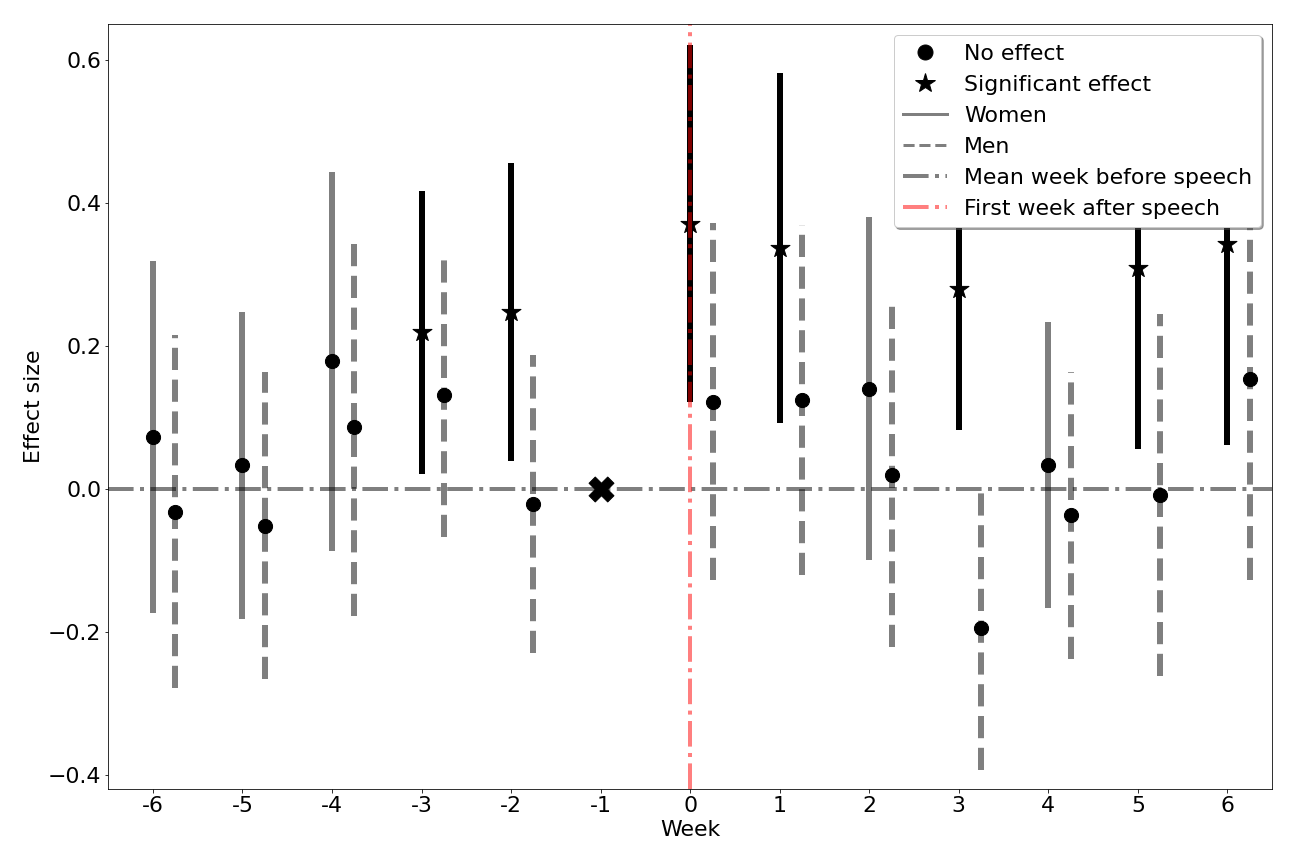 0.6
0.4
0.2
0.0
−0.2
−0.4
Effect size
No effect
Significant effect
Women
Men
Mean week before speech
First week after speech
-6 -5 -4 -3 -2 -1 0 1 2 3 4 5 6
Week